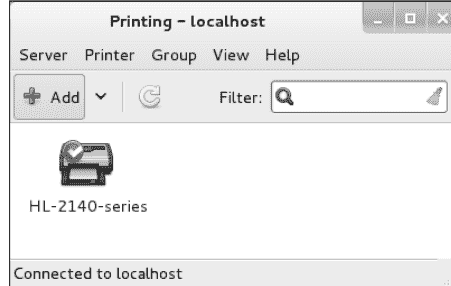 Printing – localhost
Server Printer Group View Help
Add Filter:
HL-2140-series
Connected to localhost